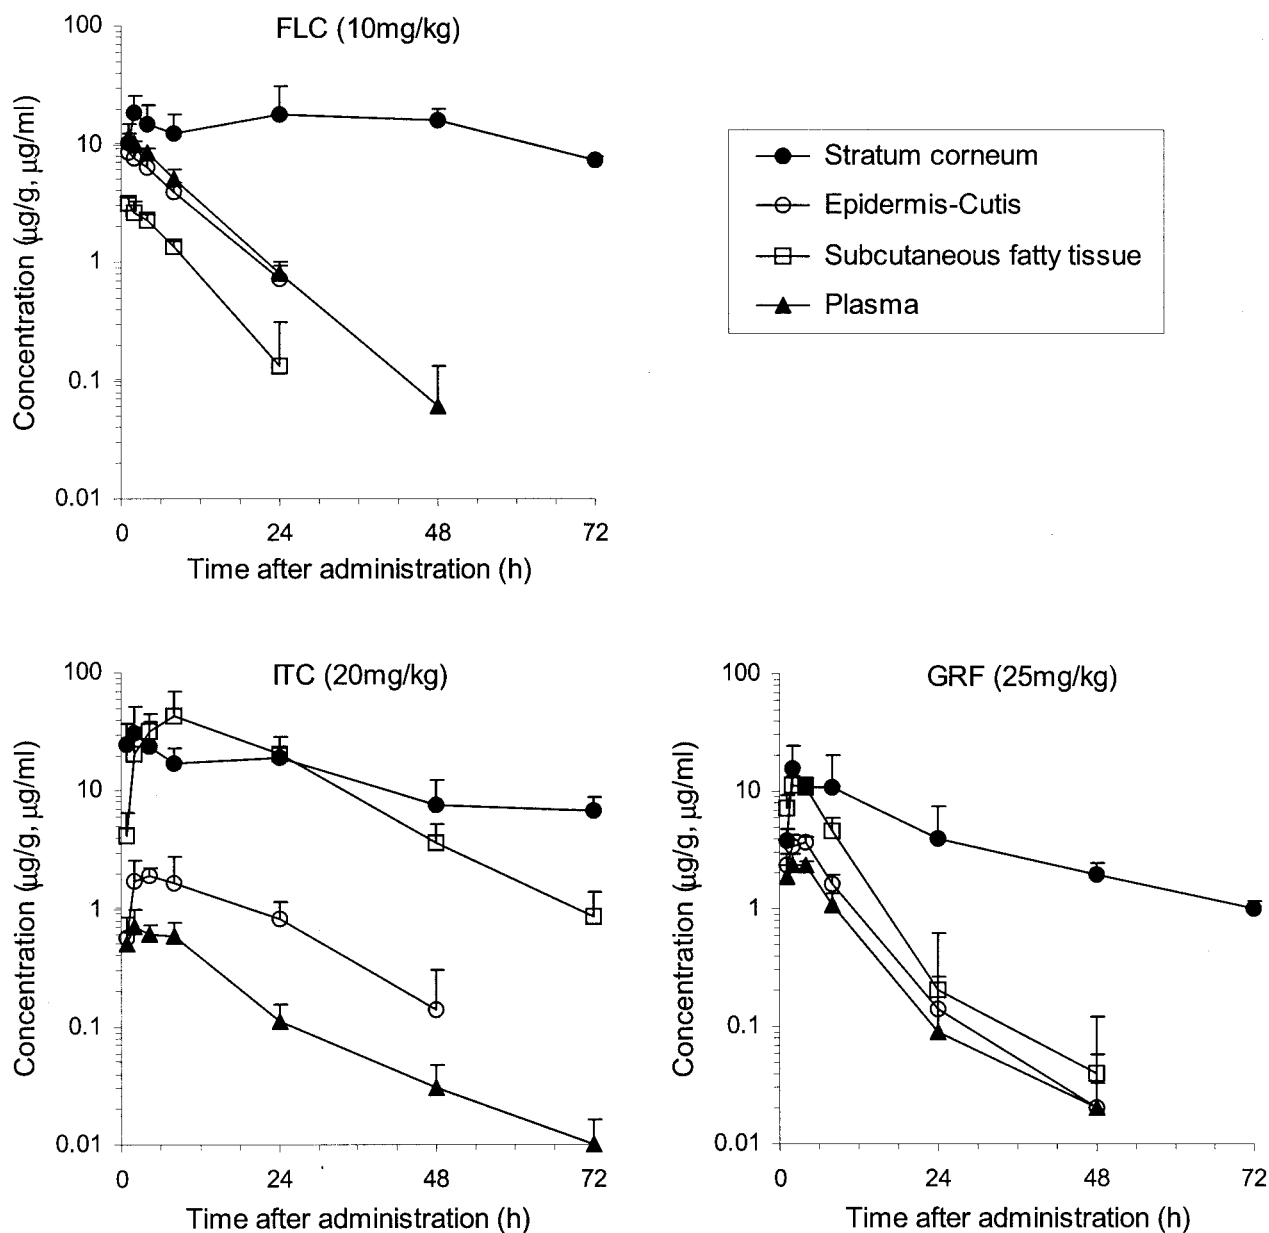 FLC (10mg/kg)
Concentration (µg/g, µg/ml)
100
10
1
0.1
0.01
0 24 48 72
Time after administration (h)
Stratum corneum
Epidermis-Cutis
Subcutaneous fatty tissue
Plasma
ITC (20mg/kg)
Concentration (µg/g, µg/ml)
100
10
1
0.1
0.01
0 24 48 72
Time after administration (h)
GRF (25mg/kg)
Concentration (µg/g, µg/ml)
100
10
1
0.1
0.01
0 24 48 72
Time after administration (h)